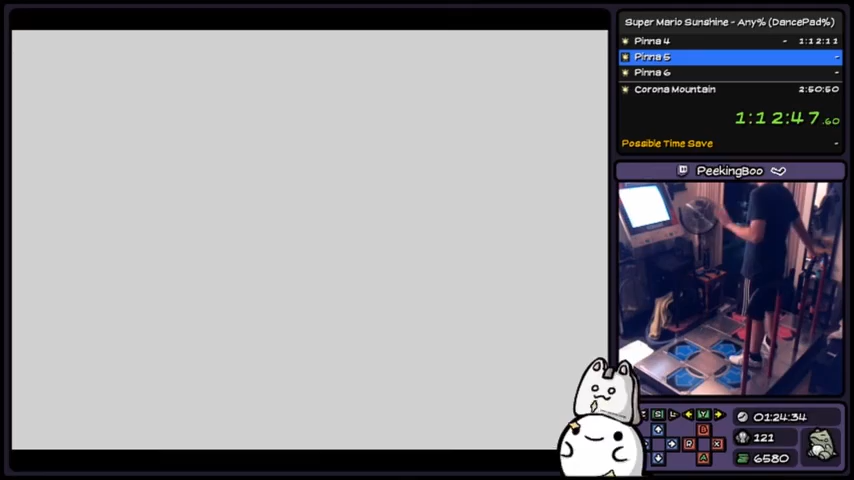 Super Mario Sunshine - Any% (DancePad%)
Pinna 4 - 1:12:11
Pinna 5 -
Pinna 6 -
Corona Mountain 2:50:50
1:12:47.60
Possible Time Save -
PeekingBoo
S L Y
B
R X
A
01:24:34
121
6580